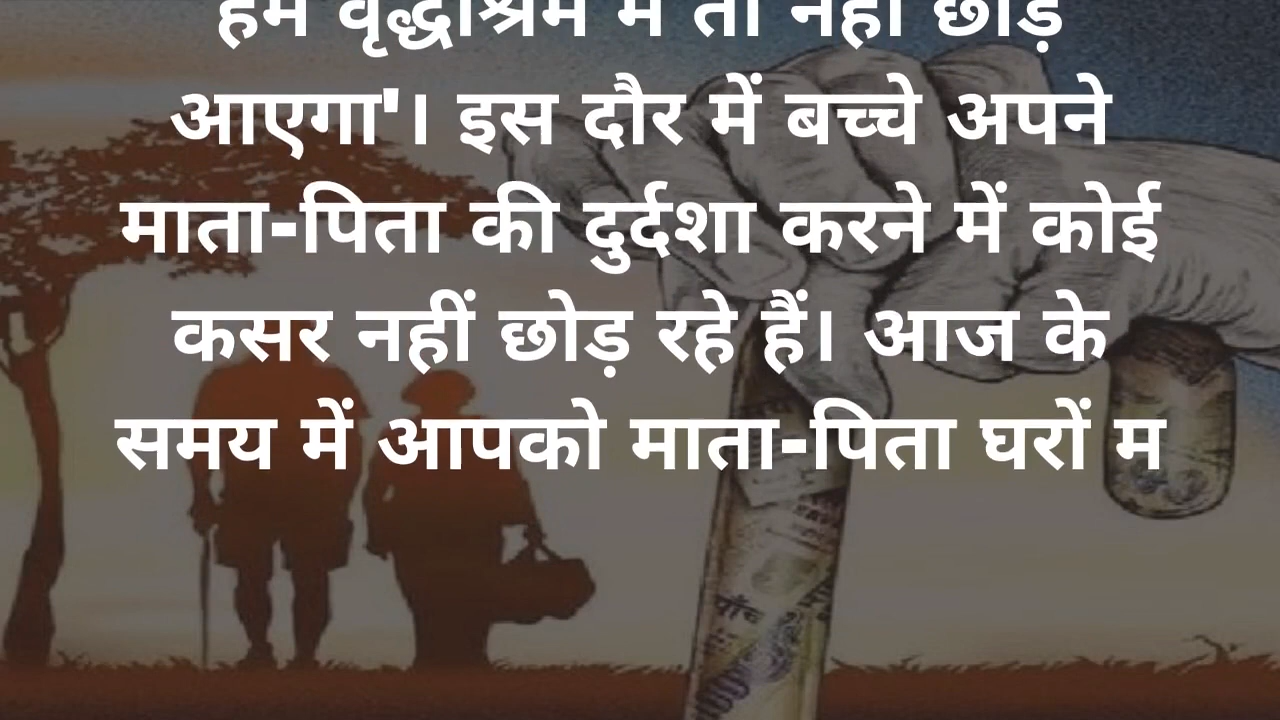 हमें वृद्धाश्रम में तो नहीं छोड़
आएगा'। इस दौर में बच्चे अपने
माता-पिता की दुर्दशा करने में कोई
कसर नहीं छोड़ रहे हैं। आज के
समय में आपको माता-पिता घरों म
पाँच